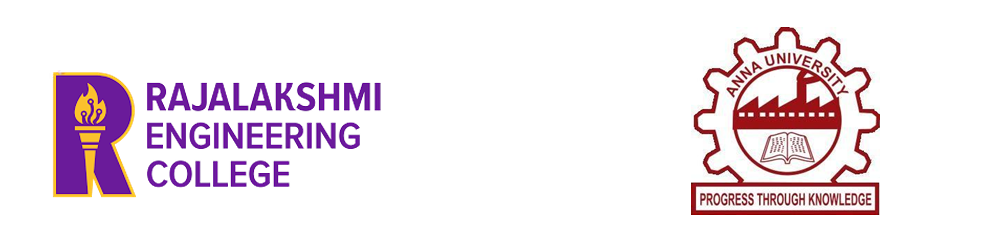 RAJALAKSHMI
ENGINEERING
COLLEGE
ANNA UNIVERSITY
PROGRESS THROUGH KNOWLEDGE